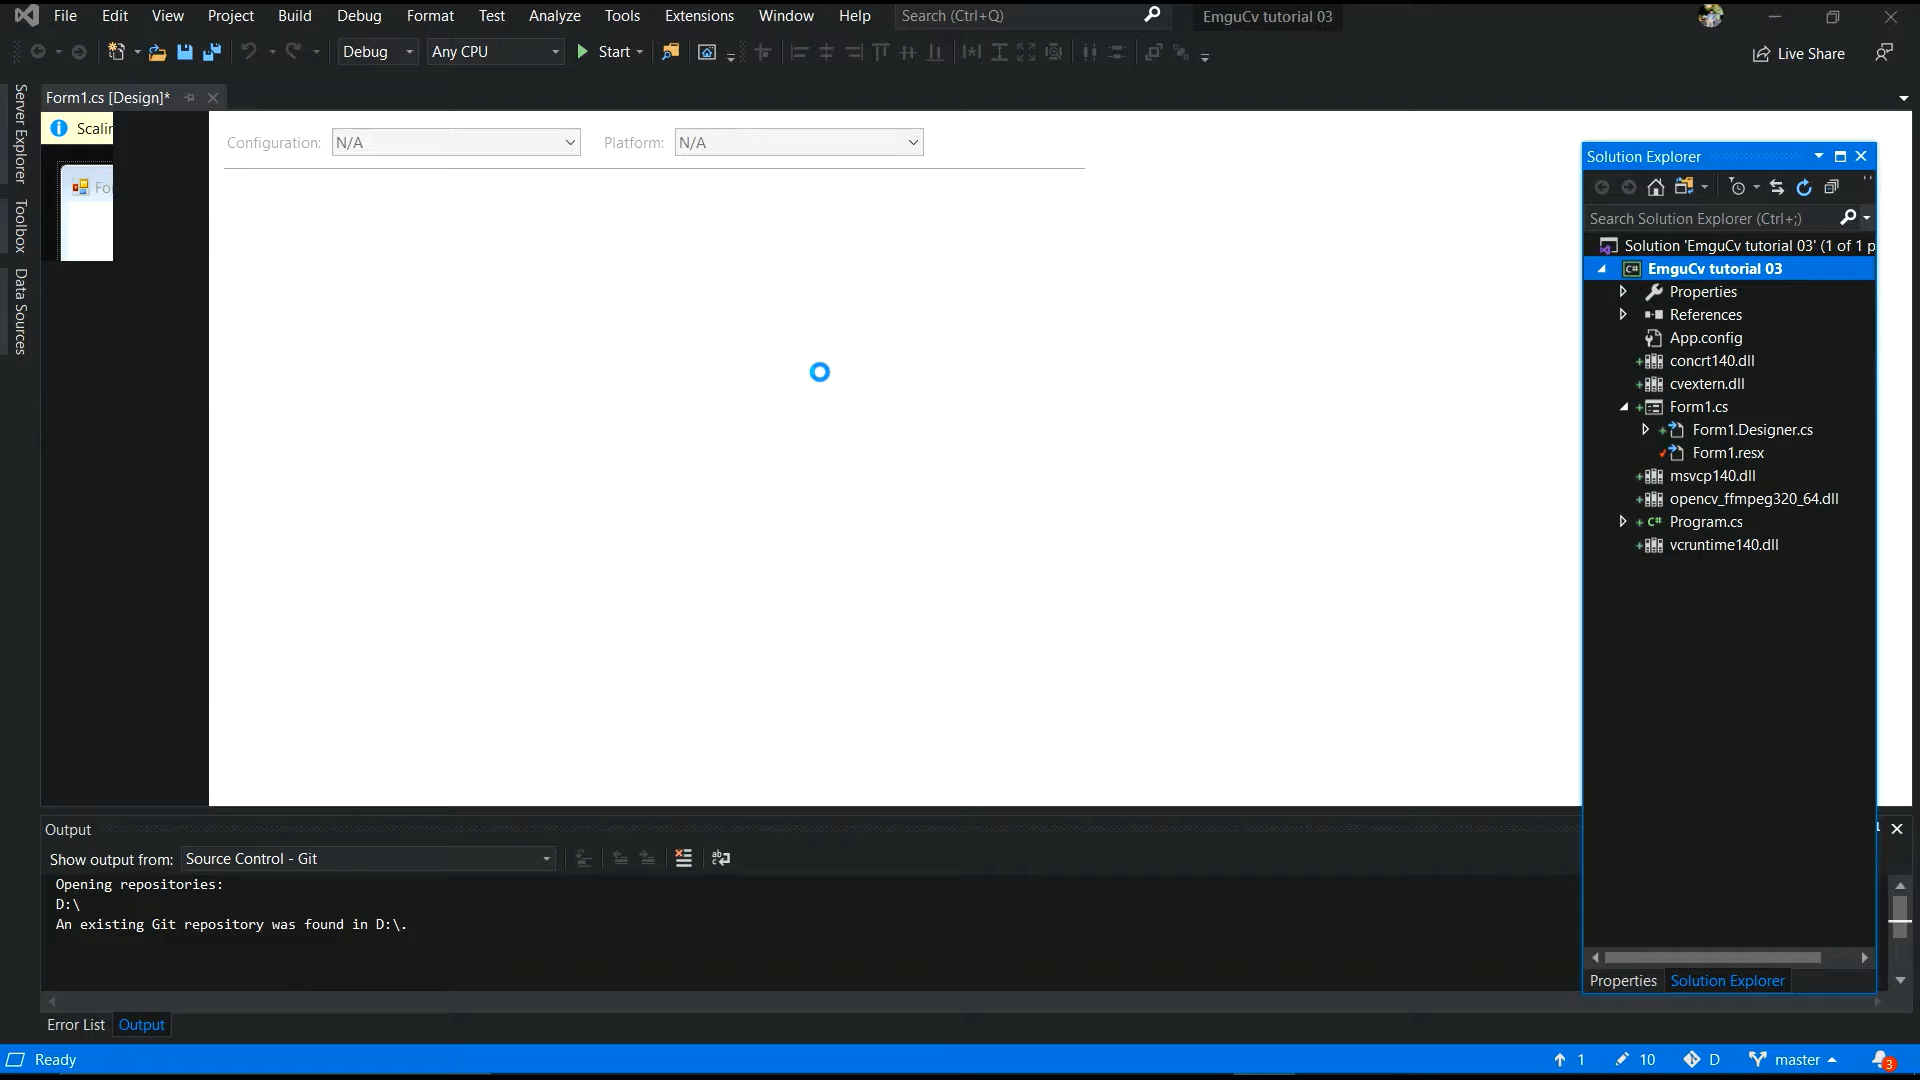 File Edit View Project Build Debug Format Test Analyze Tools Extensions Window Help Search (Ctrl+Q) EmguCv tutorial 03
Debug Any CPU Start Live Share
Form1.cs [Design]*
Server Explorer
Toolbox
Data Sources
Scalin
Fo
Configuration: N/A Platform: N/A
Solution Explorer
Search Solution Explorer (Ctrl+;)
Solution 'EmguCv tutorial 03' (1 of 1 p
C# EmguCv tutorial 03
Properties
References
App.config
concrt140.dll
cvextern.dll
Form1.cs
Form1.Designer.cs
Form1.resx
msvcp140.dll
opencv_ffmpeg320_64.dll
C# Program.cs
vcruntime140.dll
Properties Solution Explorer
Output
Show output from: Source Control - Git
Opening repositories:
D:\
An existing Git repository was found in D:\.
Error List Output
Ready 1 10 D master 3